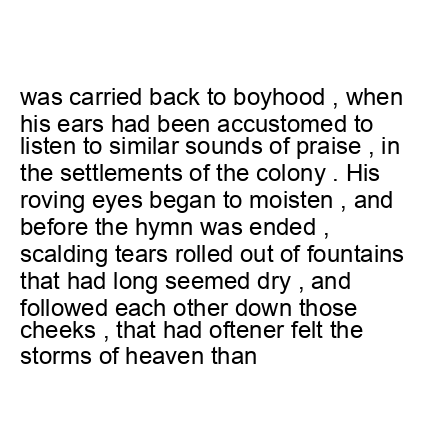 was carried back to boyhood , when
his ears had been accustomed to
listen to similar sounds of praise , in
the settlements of the colony . His
roving eyes began to moisten , and
before the hymn was ended ,
scalding tears rolled out of fountains
that had long seemed dry , and
followed each other down those
cheeks , that had oftener felt the
storms of heaven than